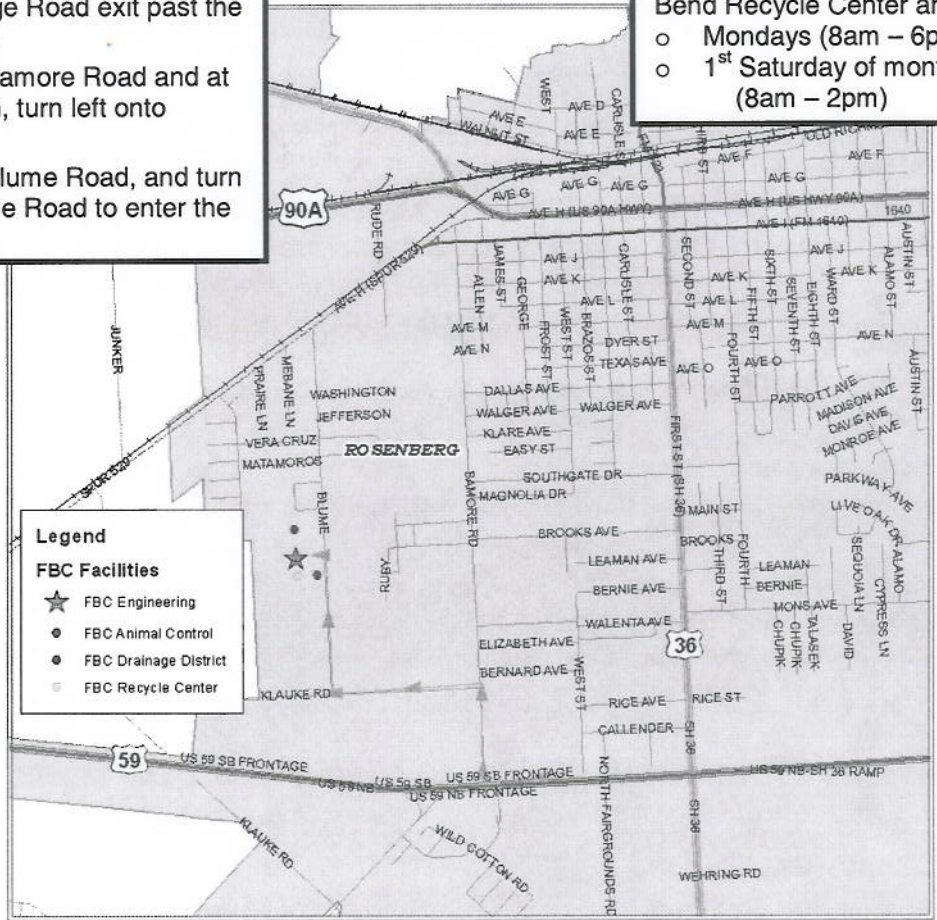 ge Road exit past the
amore Road and at
, turn left onto
lume Road, and turn
e Road to enter the
Bend Recycle Center an
o Mondays (8am – 6p
o 1st Saturday of mont
(8am – 2pm)
WEST
AVE D
CARLISLE S
AVE E
WALNUT ST
AVE E
AVE F
AVE F
AVE G
AVE G
AVE G
AVE G
90A
AVE H (US 90A HWY)
AVE H (US HWY 90A)
AVE I (FM 1640)
1640
RUDE RD
AVE H (SPUR 529)
JAMES ST
ALLEN
GEORGE
AVE J
AVE K
AVE L
CARLISLE ST
SECOND ST
AVE K
AVE L
SIXTH ST
FIFTH ST
SEVENTH ST
EIGHTH ST
WARD ST
AVE J
AVE K
ALAMO ST
AUSTIN ST
AVE M
AVE N
FROST ST
WEST ST
BRAZOS ST
DYER ST
TEXAS AVE
AVE M
AVE O
FOURTH ST
AVE O
AVE N
AUSTIN ST
JUNKER
PRAIRE LN
MEBANE LN
WASHINGTON
JEFFERSON
DALLAS AVE
WALGER AVE
WALGER AVE
PARROTT AVE
MADISON AVE
DAVIS AVE
MONROE AVE
VERA CRUZ
MATAMOROS
ROSENBERG
KLARE AVE
EASY ST
FIRST ST (SH 36)
SPUR 529
BLUME
BAMORE RD
SOUTHGATE DR
MAGNOLIA DR
PARKWAY AVE
MAIN ST
LIVE OAK DR
ALAMO
BROOKS AVE
BROOKS
RUBY
LEAMAN AVE
THIRD ST
FOURTH
LEAMAN
BERNIE
SEQUOIA LN
CYPRESS LN
BERNIE AVE
MONS AVE
WALENTA AVE
CHUPIK
CHUPIK
TALASEK
DAVID
36
ELIZABETH AVE
BERNARD AVE
WEST ST
KLAUKE RD
RICE AVE
RICE ST
CALLENDER
SH 36
Legend
FBC Facilities
FBC Engineering
FBC Animal Control
FBC Drainage District
FBC Recycle Center
59
US 59 SB FRONTAGE
US 59 NB
US 59 SB
US 59 SB FRONTAGE
US 59 NB FRONTAGE
US 59 NB-SH 36 RAMP
KLAUKE RD
WILD COTTON RD
NORTH FAIRGROUNDS RD
SH 36
WEHRING RD